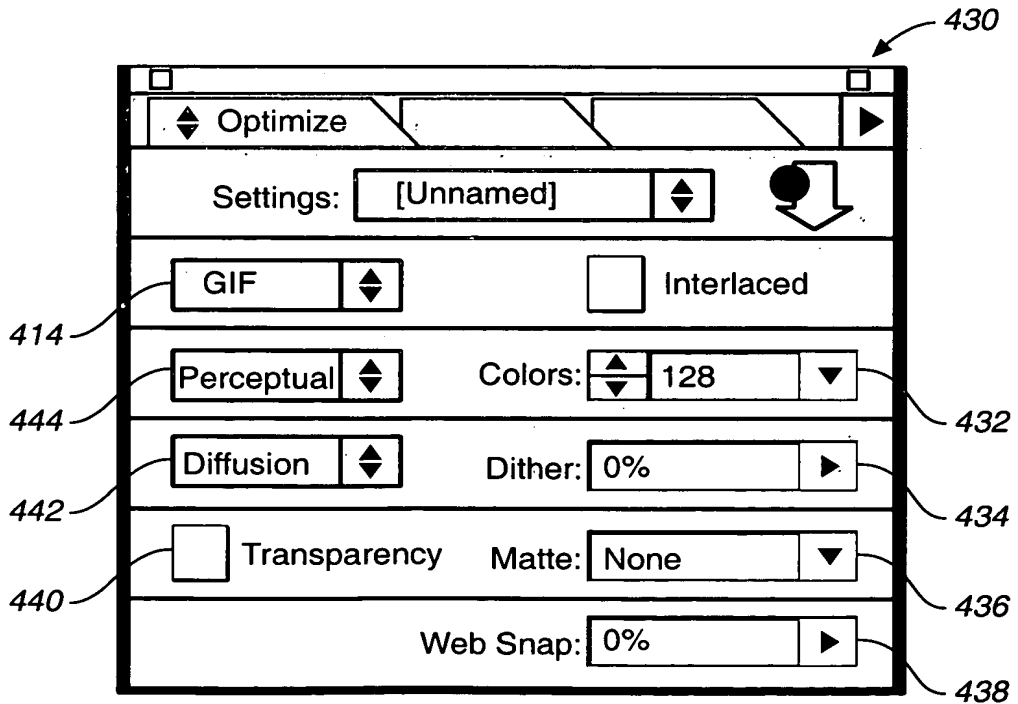 430
Optimize
Settings: [Unnamed]
GIF Interlaced
414
Perceptual Colors: 128
444 432
Diffusion Dither: 0%
442 434
Transparency Matte: None
440 436
Web Snap: 0%
438